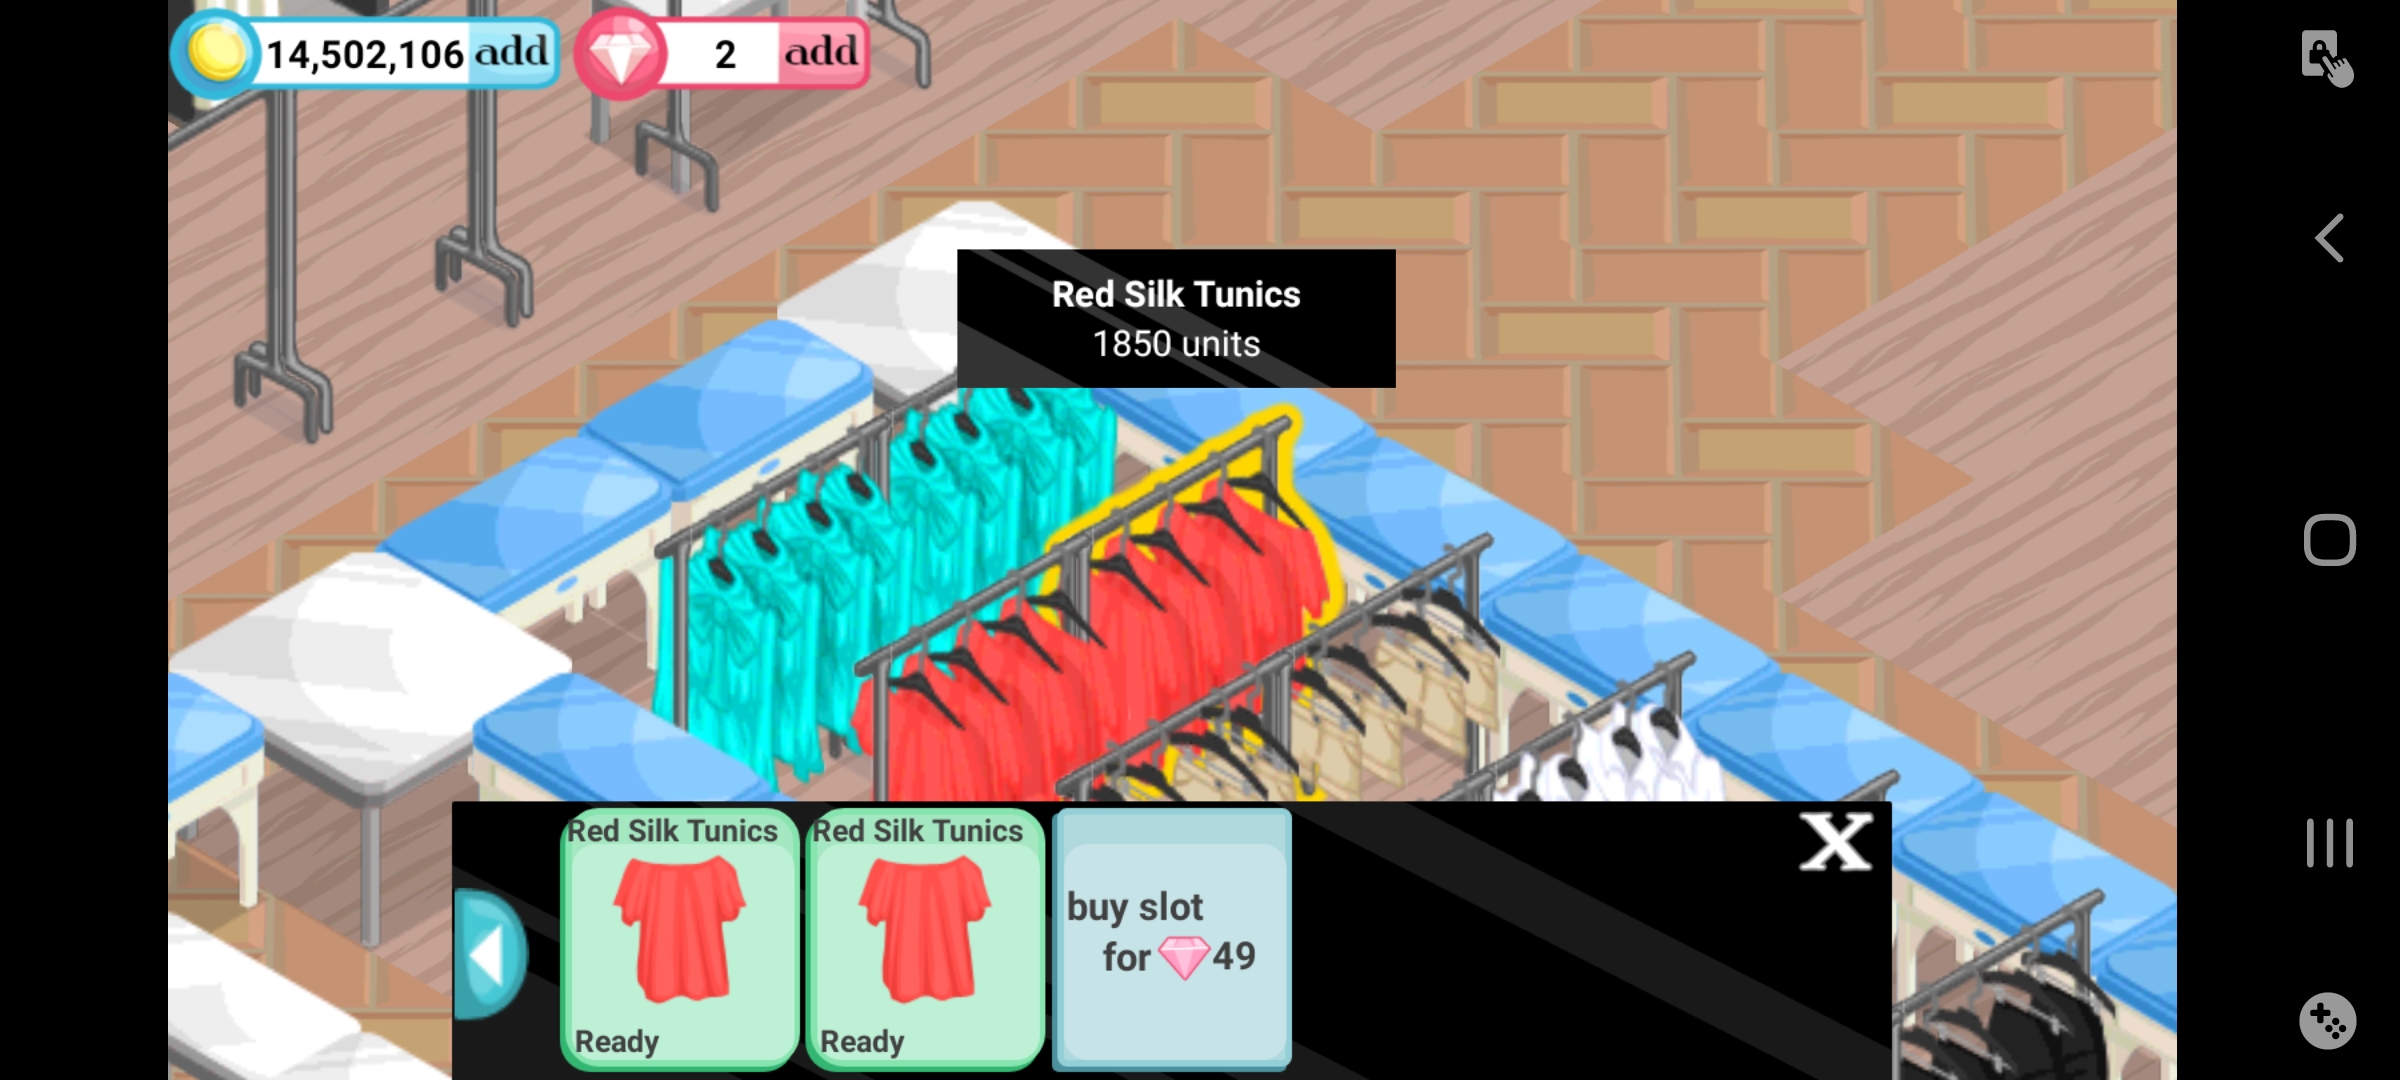 14,502,106 add
2 add
Red Silk Tunics
1850 units
Red Silk Tunics
Ready
Red Silk Tunics
Ready
buy slot
for 49
X